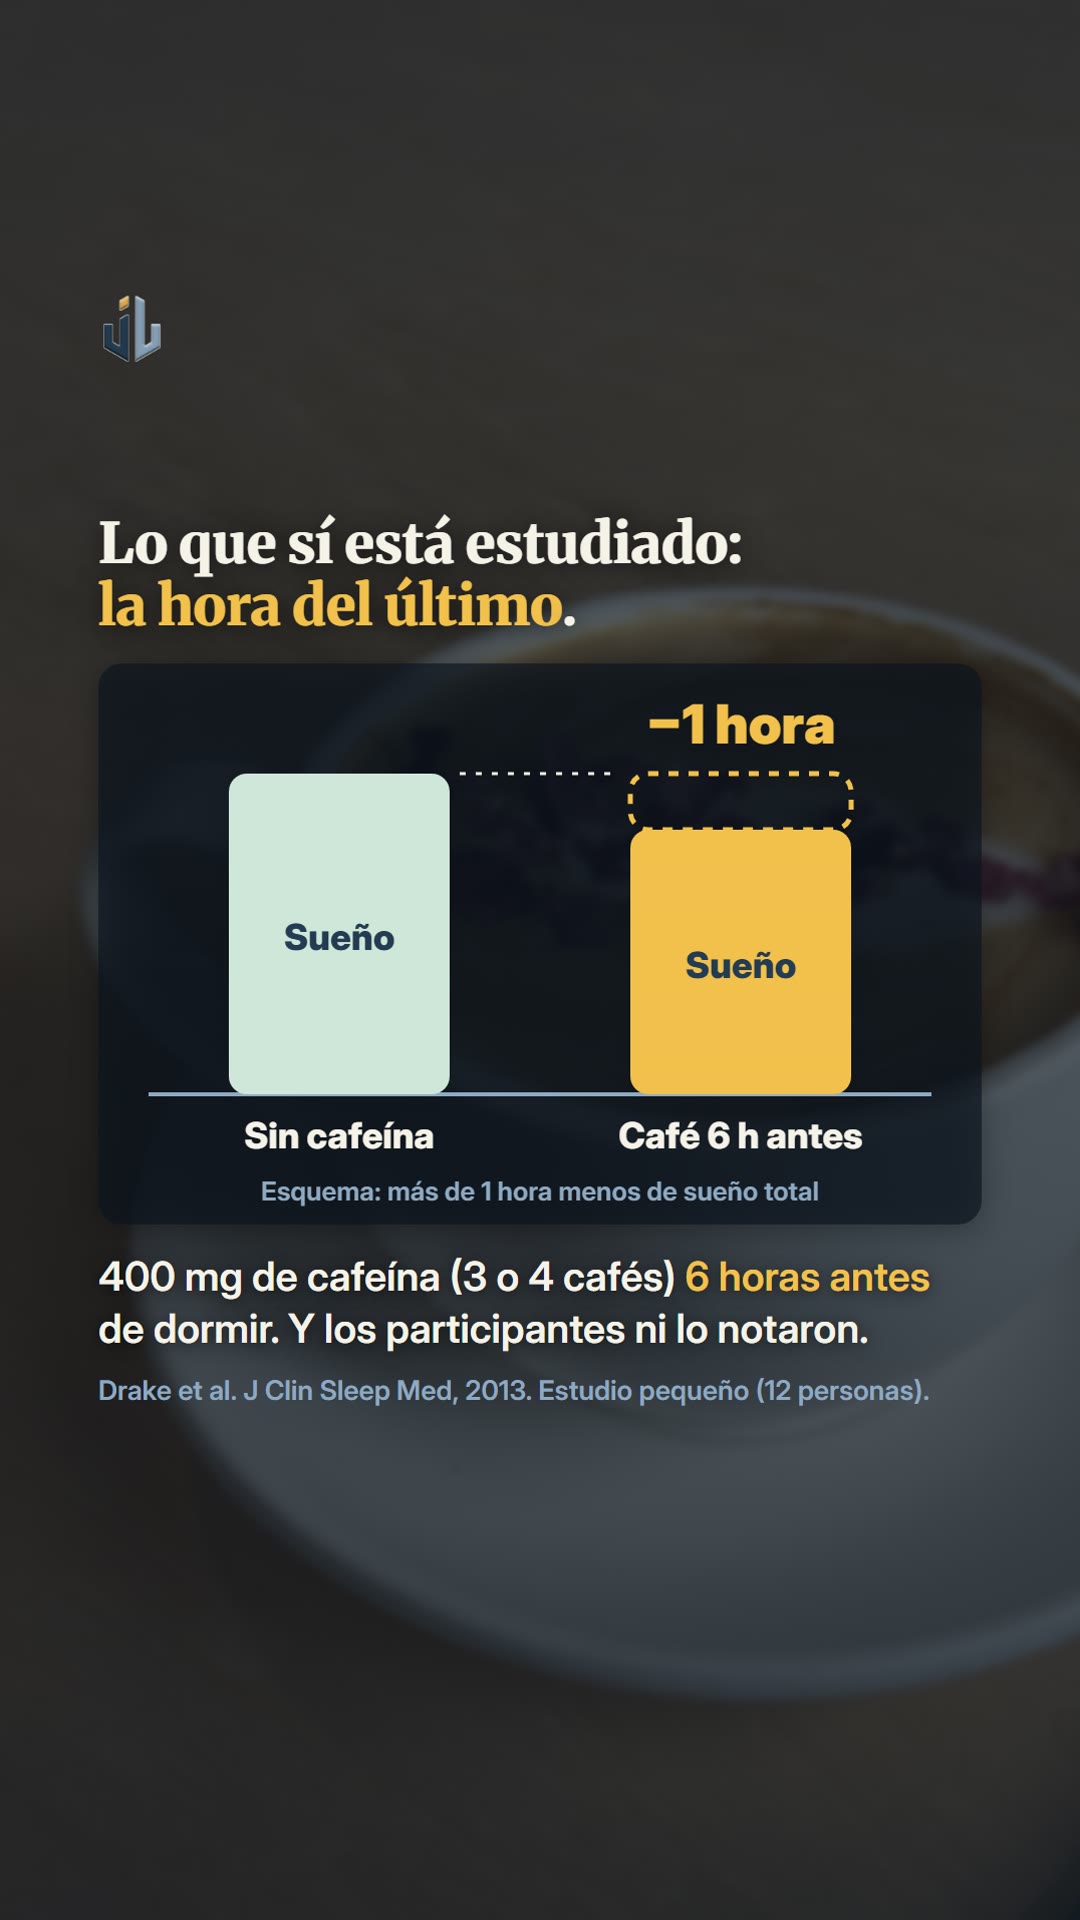 Lo que sí está estudiado:
la hora del último.
−1 hora
Sueño
Sueño
Sin cafeína
Café 6 h antes
Esquema: más de 1 hora menos de sueño total
400 mg de cafeína (3 o 4 cafés) 6 horas antes
de dormir. Y los participantes ni lo notaron.
Drake et al. J Clin Sleep Med, 2013. Estudio pequeño (12 personas).